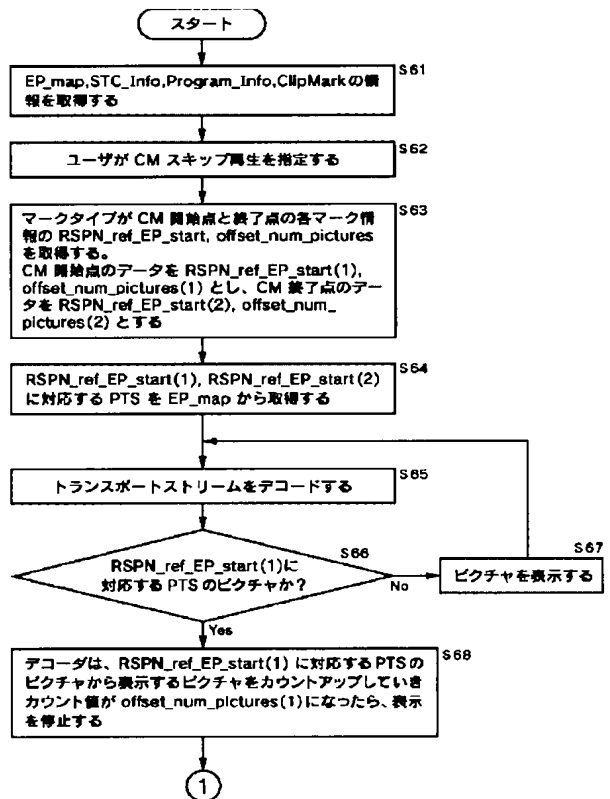 スタート
S61
EP_map,STC_Info,Program_Info,ClipMarkの情
報を取得する
S62
ユーザが CM スキップ再生を指定する
S63
マークタイプが CM 開始点と終了点の各マーク情
報の RSPN_ref_EP_start, offset_num_pictures
を取得する。
CM 開始点のデータを RSPN_ref_EP_start(1),
offset_num_pictures(1) とし、CM 終了点のデー
タを RSPN_ref_EP_start(2), offset_num_
pictures(2) とする
S64
RSPN_ref_EP_start(1), RSPN_ref_EP_start(2)
に対応する PTS を EP_map から取得する
S65
トランスポートストリームをデコードする
S66
RSPN_ref_EP_start(1)に
対応する PTS のピクチャか?
No
S67
ピクチャを表示する
Yes
S68
デコーダは、RSPN_ref_EP_start(1) に対応するPTSの
ピクチャから表示するピクチャをカウントアップしていき
カウント値が offset_num_pictures(1)になったら、表示
を停止する
1